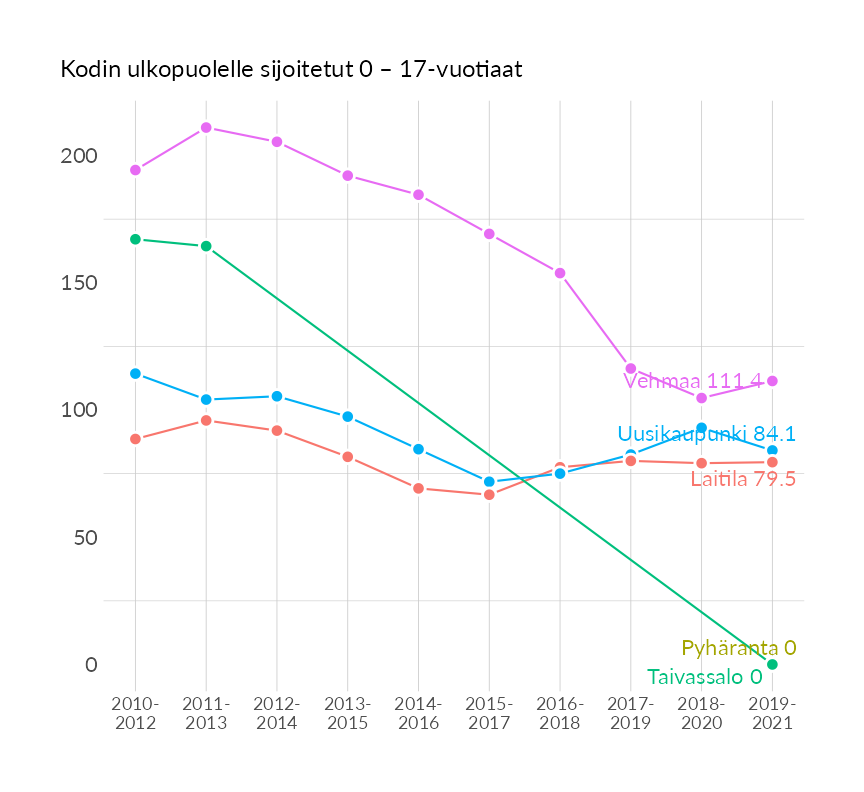 Kodin ulkopuolelle sijoitetut 0 – 17-vuotiaat
200
150
100
50
0
Vehmaa 111.4
Uusikaupunki 84.1
Laitila 79.5
Pyhäranta 0
Taivassalo 0
2010- 2011- 2012- 2013- 2014- 2015- 2016- 2017- 2018- 2019-
2012 2013 2014 2015 2016 2017 2018 2019 2020 2021